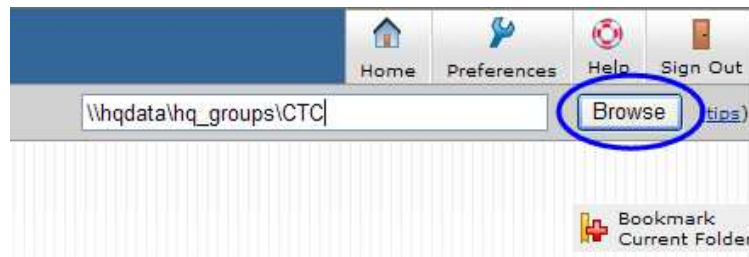 Home Preferences Help Sign Out
\\hqdata\hq_groups\CTC Browse tips)
Bookmark
Current Folder